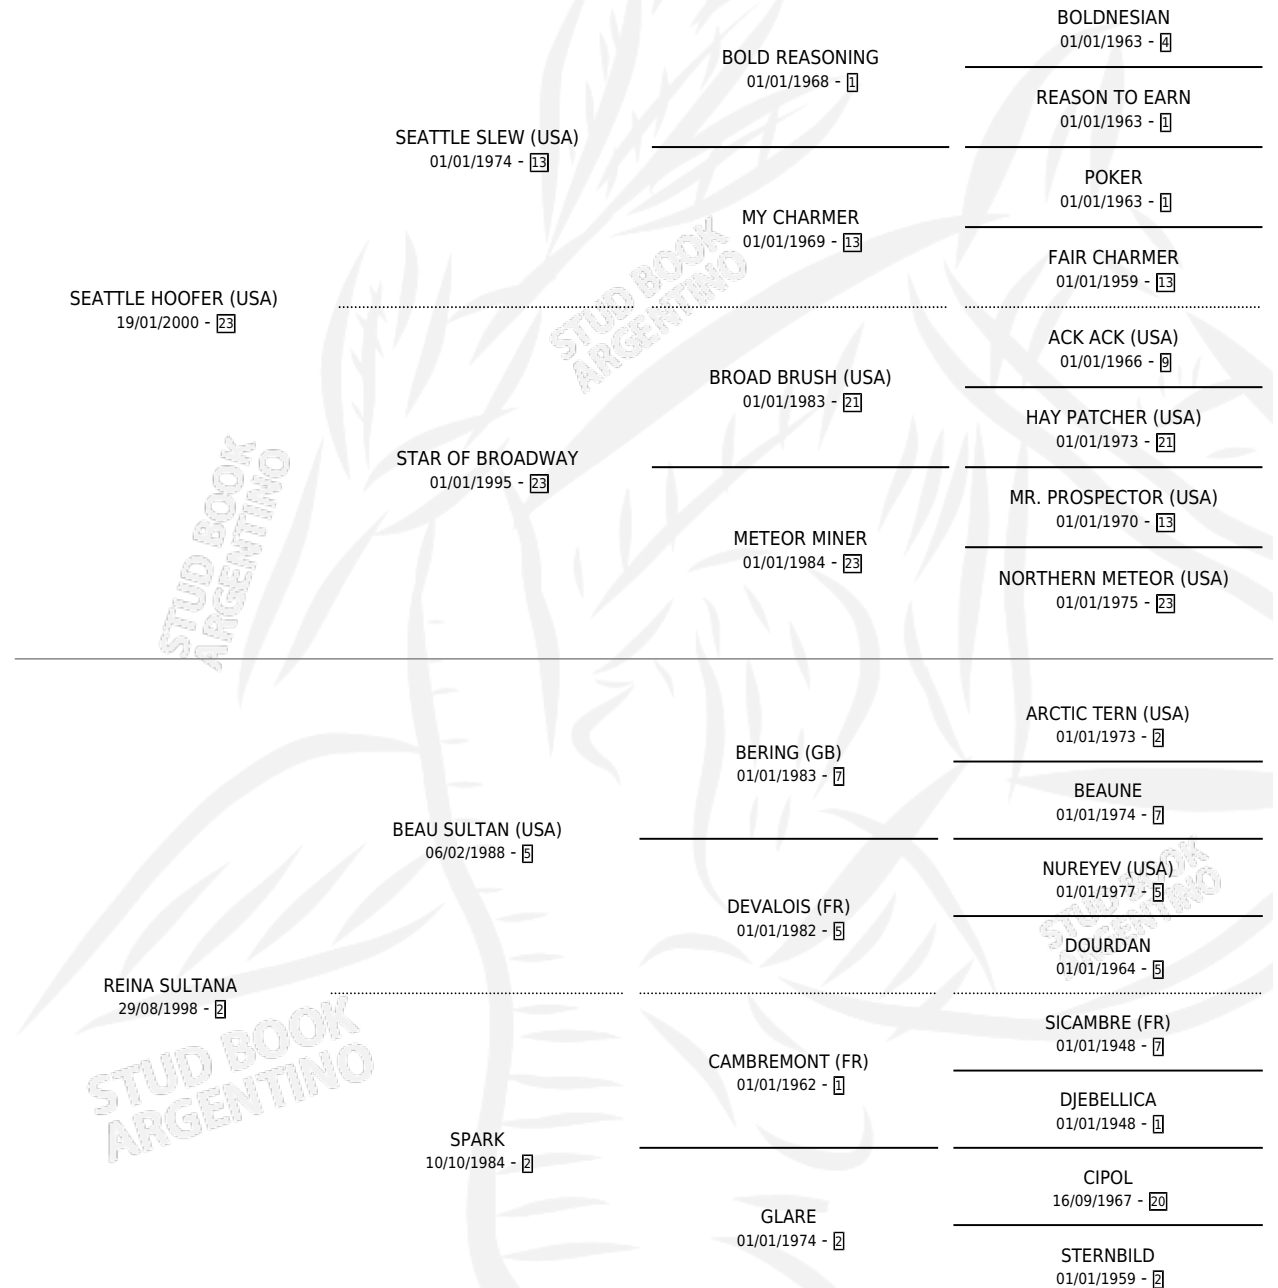 BOLDNESIAN
01/01/1963 - 4
BOLD REASONING
01/01/1968 - 1
REASON TO EARN
01/01/1963 - 1
SEATTLE SLEW (USA)
01/01/1974 - 13
POKER
01/01/1963 - 1
MY CHARMER
01/01/1969 - 13
FAIR CHARMER
01/01/1959 - 13
SEATTLE HOOFER (USA)
19/01/2000 - 23
ACK ACK (USA)
01/01/1966 - 9
BROAD BRUSH (USA)
01/01/1983 - 21
HAY PATCHER (USA)
01/01/1973 - 21
STAR OF BROADWAY
01/01/1995 - 23
MR. PROSPECTOR (USA)
01/01/1970 - 13
METEOR MINER
01/01/1984 - 23
NORTHERN METEOR (USA)
01/01/1975 - 23
STUD BOOK
ARGENTINO
STUD BOOK
ARGENTINO
ARCTIC TERN (USA)
01/01/1973 - 2
BERING (GB)
01/01/1983 - 7
BEAUNE
01/01/1974 - 7
BEAU SULTAN (USA)
06/02/1988 - 5
NUREYEV (USA)
01/01/1977 - 5
DEVALOIS (FR)
01/01/1982 - 5
DOURDAN
01/01/1964 - 5
REINA SULTANA
29/08/1998 - 2
SICAMBRE (FR)
01/01/1948 - 7
CAMBREMONT (FR)
01/01/1962 - 1
DJEBELLICA
01/01/1948 - 1
SPARK
10/10/1984 - 2
CIPOL
16/09/1967 - 20
GLARE
01/01/1974 - 2
STERNBILD
01/01/1959 - 2
STUD BOOK
ARGENTINO
STUD BOOK
ARGENTINO